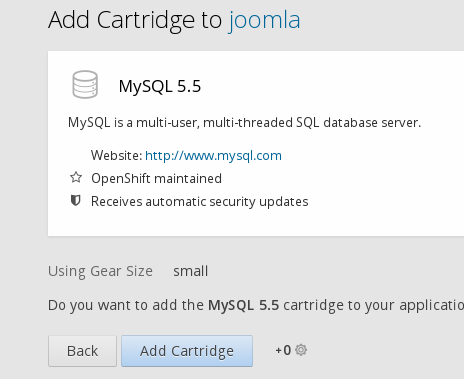 Add Cartridge to joomla
MySQL 5.5
MySQL is a multi-user, multi-threaded SQL database server.
Website: http://www.mysql.com
OpenShift maintained
Receives automatic security updates
Using Gear Size small
Do you want to add the MySQL 5.5 cartridge to your applicatio
Back Add Cartridge +0